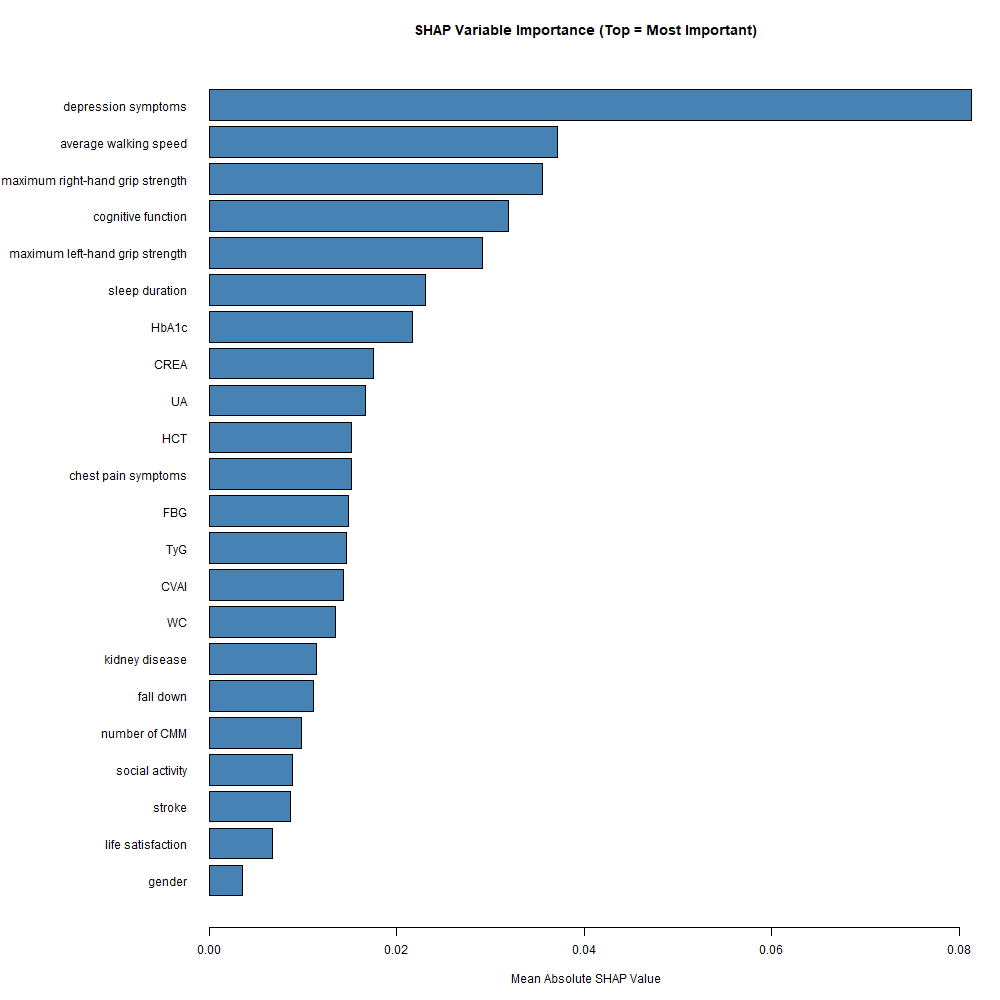 SHAP Variable Importance (Top = Most Important)
depression symptoms
average walking speed
maximum right-hand grip strength
cognitive function
maximum left-hand grip strength
sleep duration
HbA1c
CREA
UA
HCT
chest pain symptoms
FBG
TyG
CVAI
WC
kidney disease
fall down
number of CMM
social activity
stroke
life satisfaction
gender
0.00 0.02 0.04 0.06 0.08
Mean Absolute SHAP Value